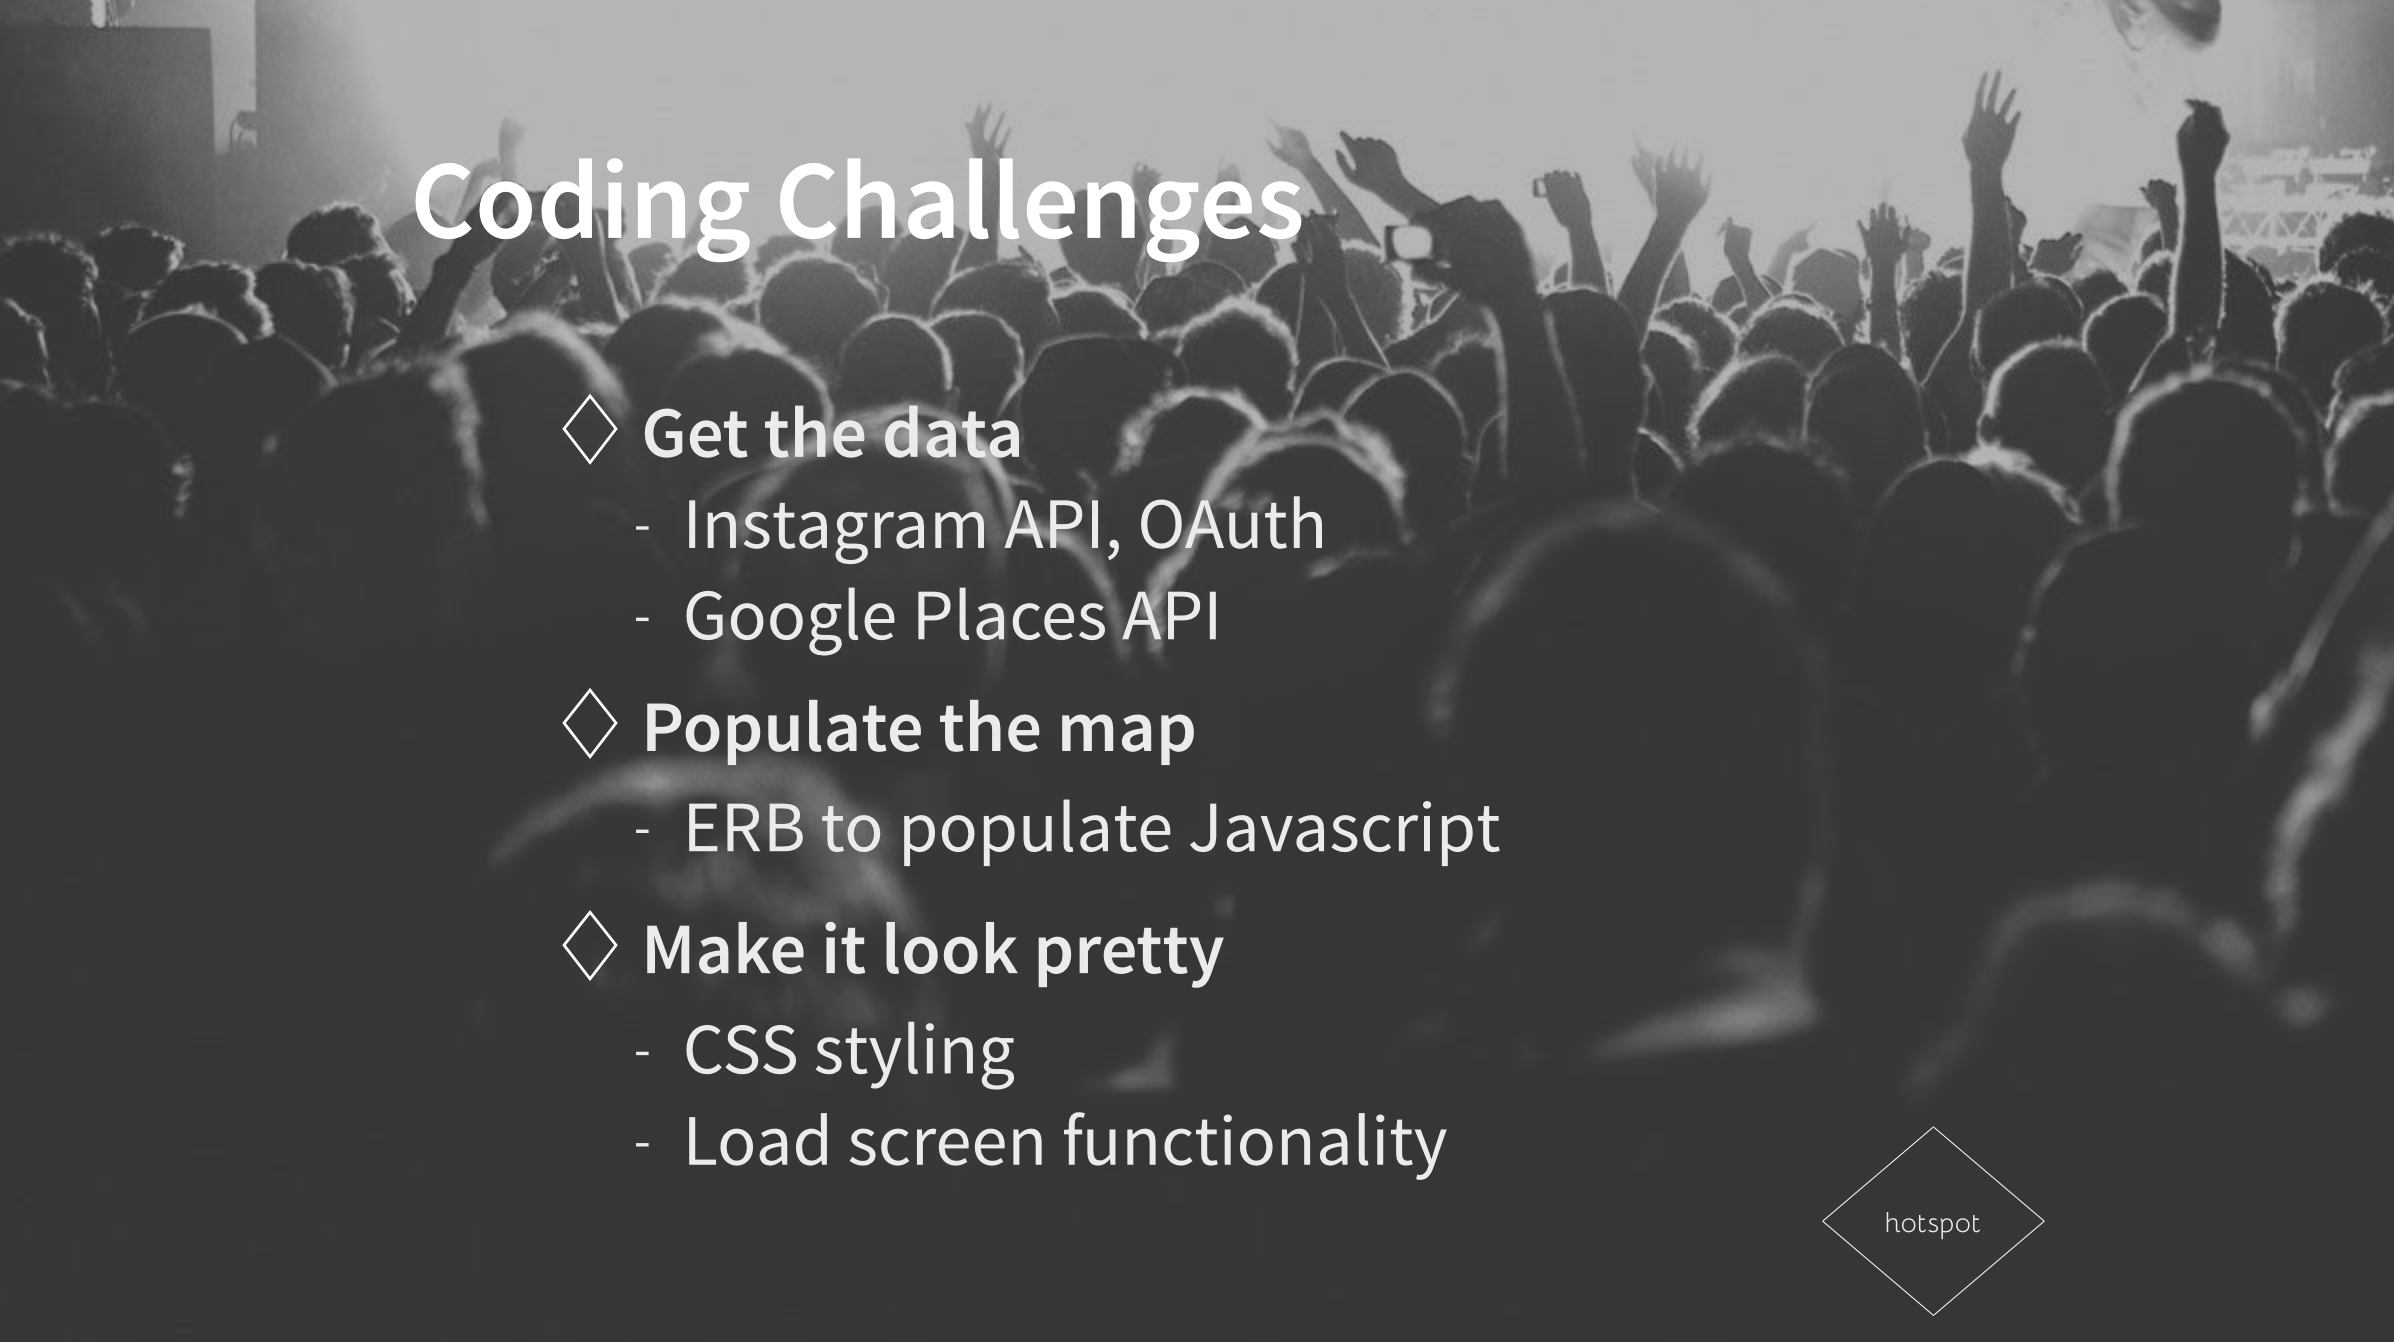 Coding Challenges
Get the data
- Instagram API, OAuth
- Google Places API
Populate the map
- ERB to populate Javascript
Make it look pretty
- CSS styling
- Load screen functionality
hotspot